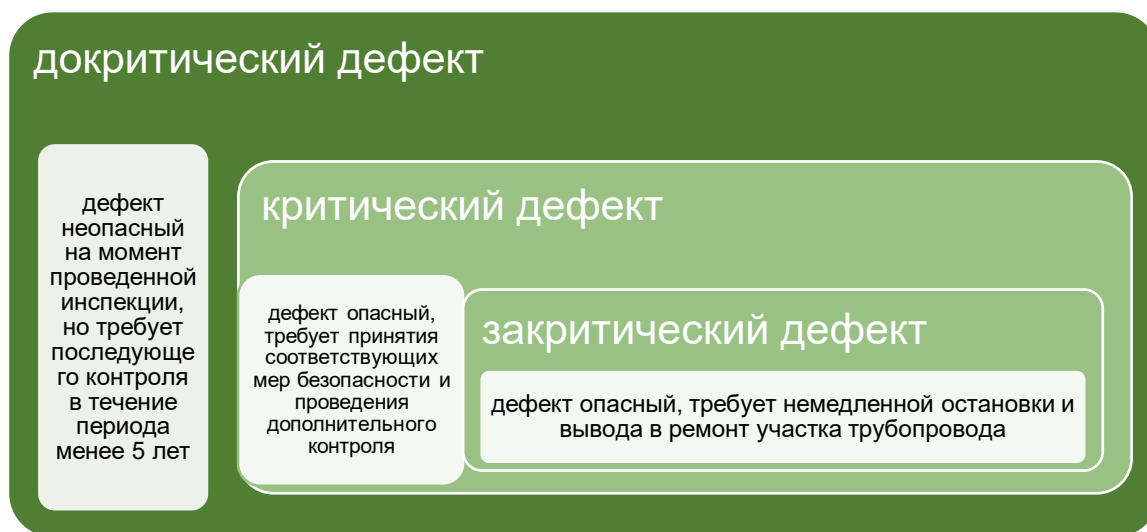 докритический дефект
дефект
неопасный
на момент
проведенной
инспекции,
но требует
последующе
го контроля
в течение
периода
менее 5 лет
критический дефект
дефект опасный,
требует принятия
соответствующих
мер безопасности и
проведения
дополнительного
контроля
закритический дефект
дефект опасный, требует немедленной остановки и
вывода в ремонт участка трубопровода